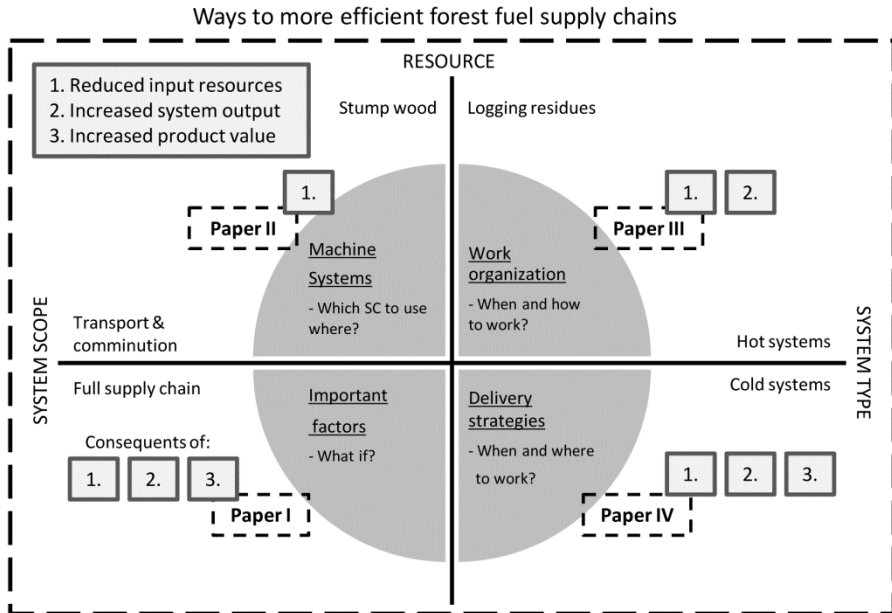 Ways to more efficient forest fuel supply chains
RESOURCE
1. Reduced input resources
2. Increased system output
3. Increased product value
Stump wood
Logging residues
1.
Paper II
1.
2.
Paper III
Machine
Systems
- Which SC to use
where?
Work
organization
- When and how
to work?
SYSTEM SCOPE
Transport &
comminution
Full supply chain
Hot systems
Cold systems
SYSTEM TYPE
Important
factors
- What if?
Delivery
strategies
- When and where
to work?
Consequents of:
1.
2.
3.
Paper I
1.
2.
3.
Paper IV